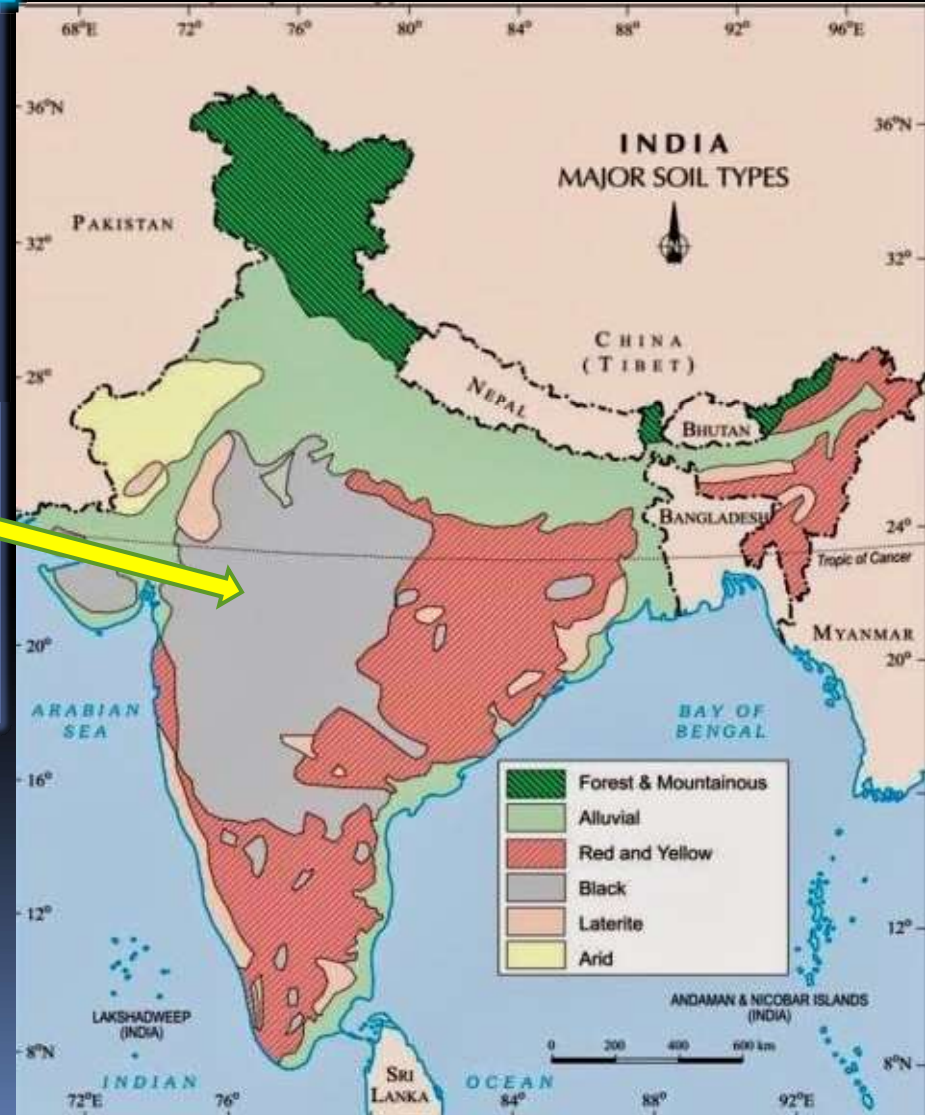 68°E 72° 76° 80° 84° 88° 92° 96°E
36°N
36°N
INDIA
MAJOR SOIL TYPES
N
PAKISTAN
32°
32°
CHINA
(TIBET)
28°
NEPAL
BHUTAN
BANGLADESH
24°
Tropic of Cancer
MYANMAR
20°
20°
ARABIAN
SEA
BAY OF
BENGAL
16°
Forest & Mountainous
Alluvial
Red and Yellow
Black
Laterite
Arid
12°
12°
LAKSHADWEEP
(INDIA)
ANDAMAN & NICOBAR ISLANDS
(INDIA)
0 200 400 600 km
8°N
8°N
INDIAN OCEAN
SRI
LANKA
72°E 76° 84° 92°E